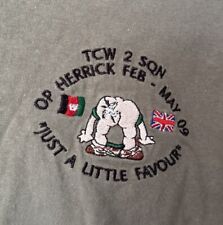 TCW 2 SQN
OP HERRICK FEB - MAY 09
"JUST A LITTLE FAVOUR"